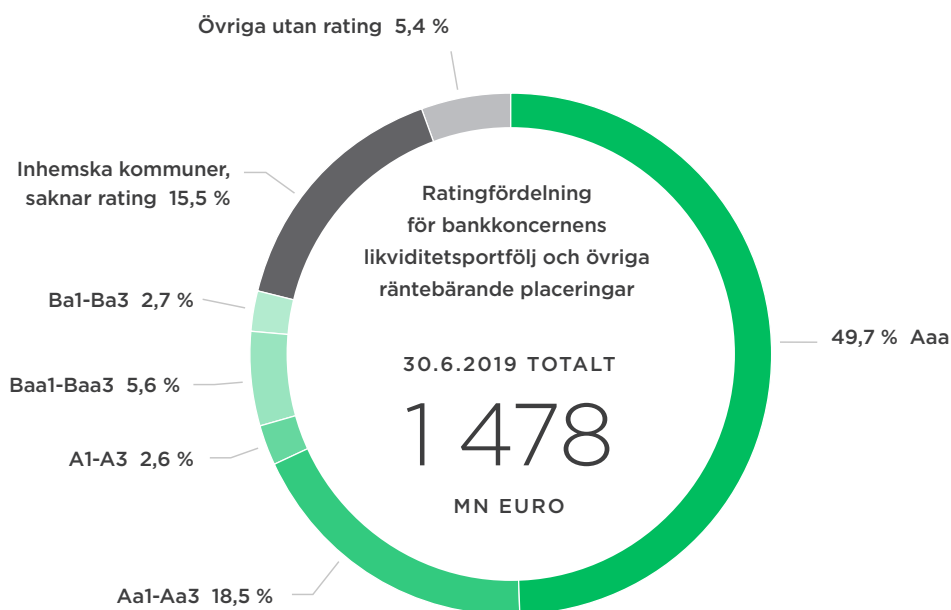 Övriga utan rating 5,4 %
Inhemska kommuner,
saknar rating 15,5 %
Ratingfördelning
för bankkoncernens
likviditetsportfölj och övriga
räntebärande placeringar
Ba1-Ba3 2,7 %
49,7 % Aaa
30.6.2019 TOTALT
Baa1-Baa3 5,6 %
1 478
A1-A3 2,6 %
MN EURO
Aa1-Aa3 18,5 %